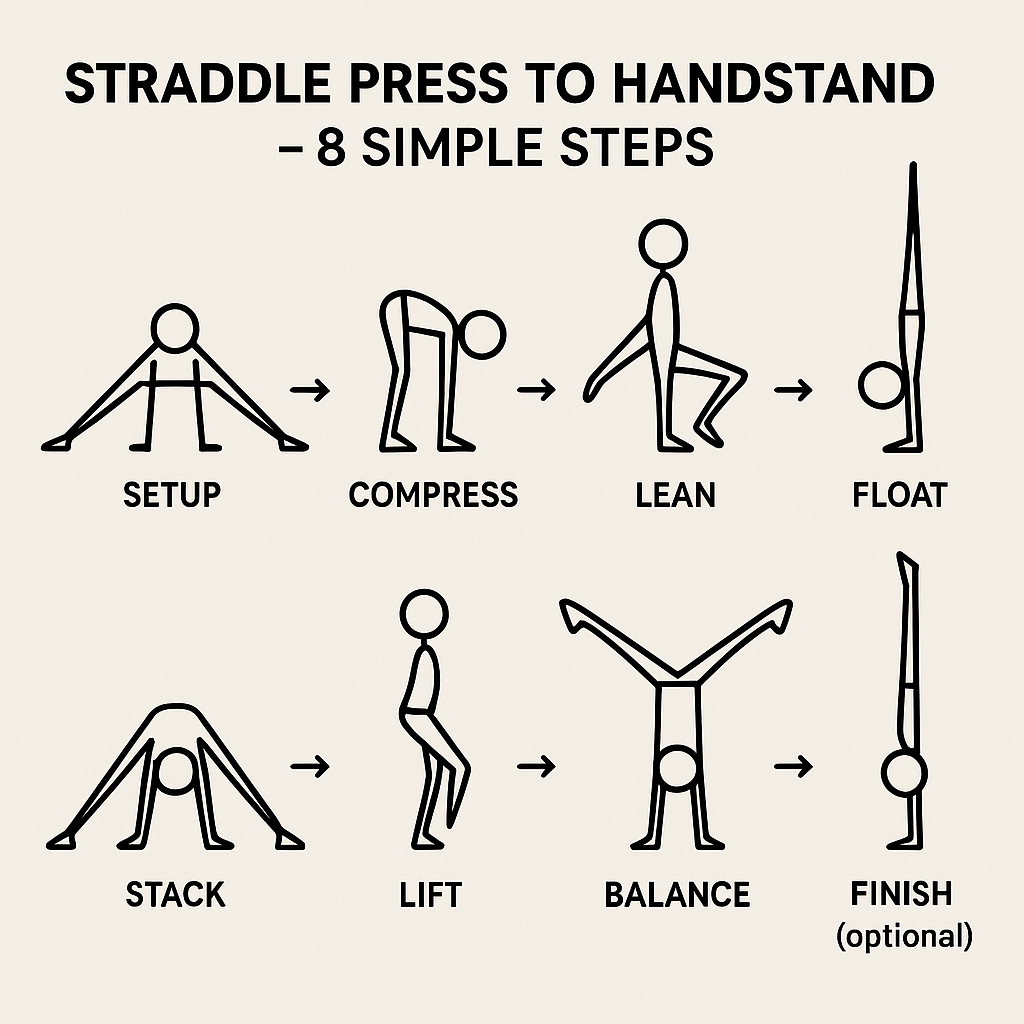 STRADDLE PRESS TO HANDSTAND
– 8 SIMPLE STEPS
SETUP
COMPRESS
LEAN
FLOAT
STACK
LIFT
BALANCE
FINISH
(optional)